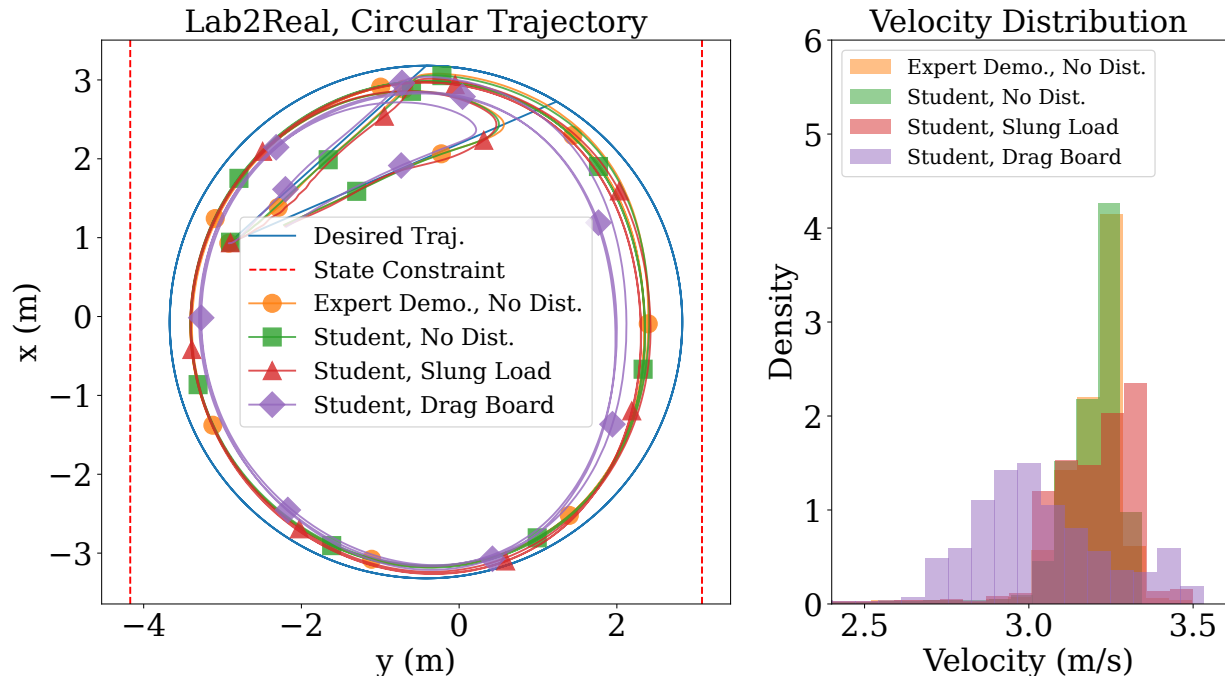 Lab2Real, Circular Trajectory
x (m)
3
2
1
0
−1
−2
−3
Desired Traj.
State Constraint
Expert Demo., No Dist.
Student, No Dist.
Student, Slung Load
Student, Drag Board
−4
−2
0
2
y (m)
Velocity Distribution
Density
6
5
4
3
2
1
0
Expert Demo., No Dist.
Student, No Dist.
Student, Slung Load
Student, Drag Board
2.5
3.0
3.5
Velocity (m/s)